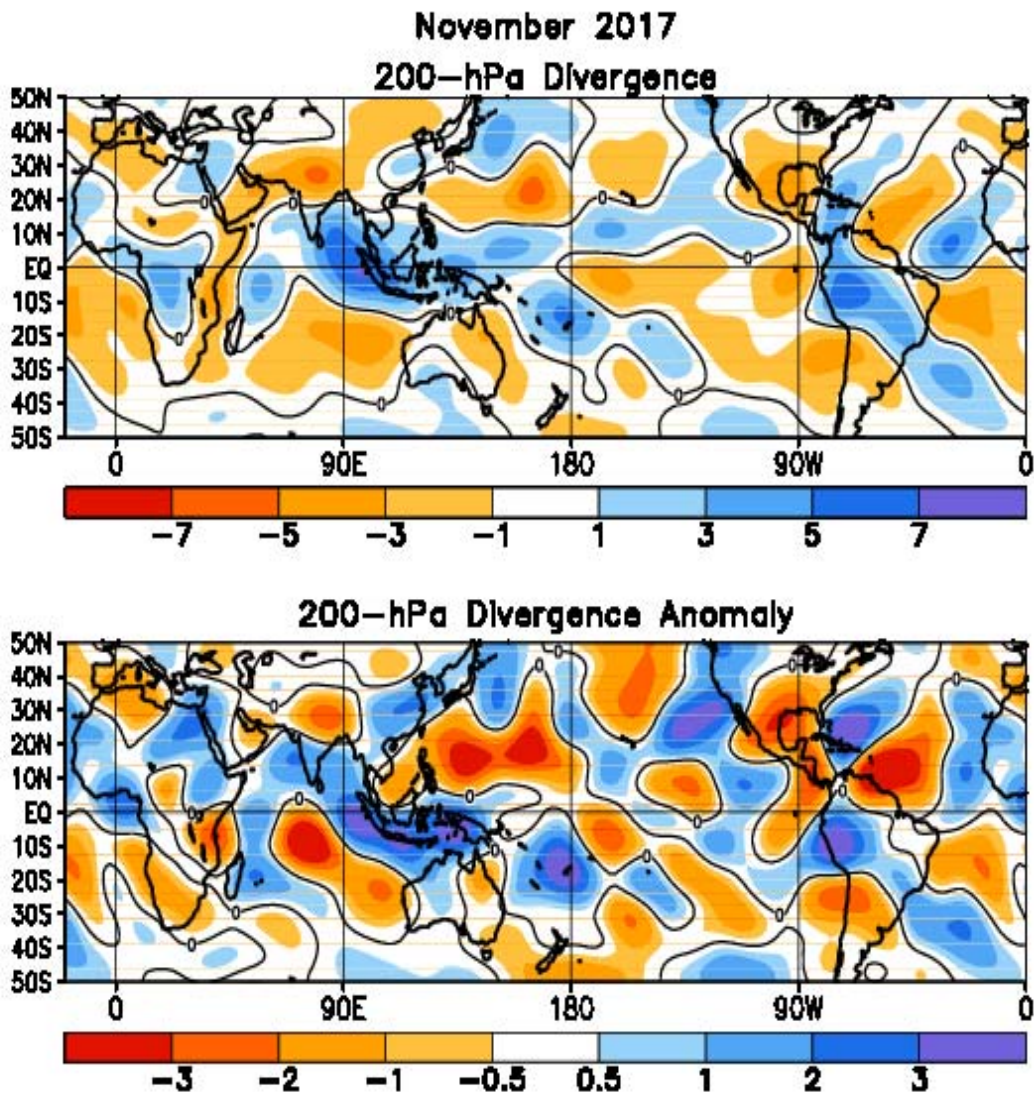 November 2017
200-hPa Divergence
50N
40N
30N
20N
10N
EQ
10S
20S
30S
40S
50S
0 90E 180 90W 0
-7 -5 -3 -1 1 3 5 7
200-hPa Divergence Anomaly
50N
40N
30N
20N
10N
EQ
10S
20S
30S
40S
50S
0 90E 180 90W 0
-3 -2 -1 -0.5 0.5 1 2 3